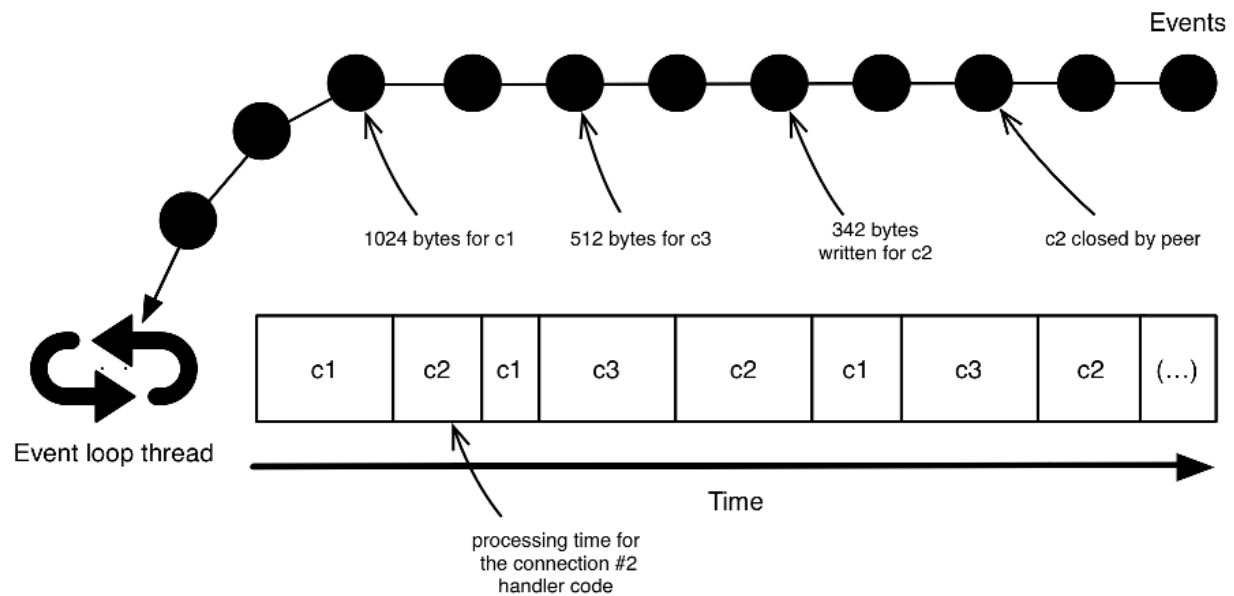 Events
1024 bytes for c1
512 bytes for c3
342 bytes
written for c2
c2 closed by peer
c1
c2
c1
c3
c2
c1
c3
c2
(...)
Event loop thread
Time
processing time for
the connection #2
handler code